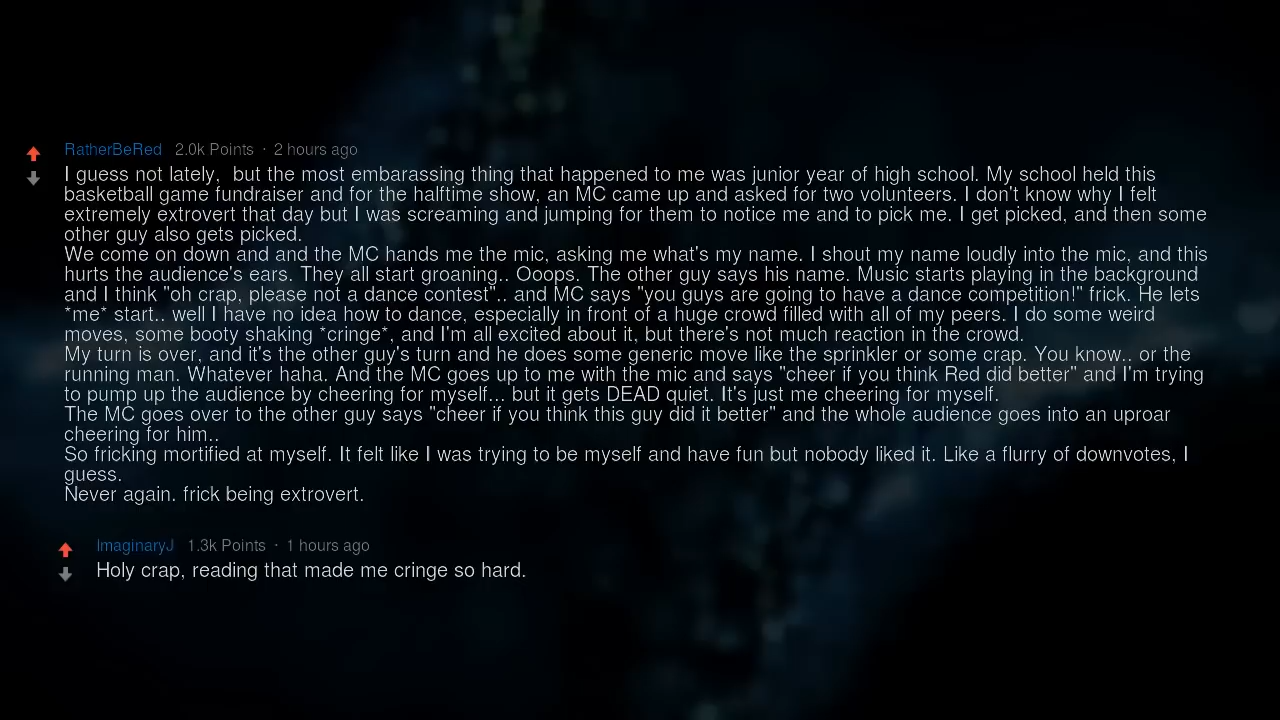 RatherBeRed 2.0k Points · 2 hours ago
I guess not lately,  but the most embarassing thing that happened to me was junior year of high school. My school held this
basketball game fundraiser and for the halftime show, an MC came up and asked for two volunteers. I don't know why I felt
extremely extrovert that day but I was screaming and jumping for them to notice me and to pick me. I get picked, and then some
other guy also gets picked.
We come on down and and the MC hands me the mic, asking me what's my name. I shout my name loudly into the mic, and this
hurts the audience's ears. They all start groaning.. Ooops. The other guy says his name. Music starts playing in the background
and I think "oh crap, please not a dance contest".. and MC says "you guys are going to have a dance competition!" frick. He lets
*me* start.. well I have no idea how to dance, especially in front of a huge crowd filled with all of my peers. I do some weird
moves, some booty shaking *cringe*, and I'm all excited about it, but there's not much reaction in the crowd.
My turn is over, and it's the other guy's turn and he does some generic move like the sprinkler or some crap. You know.. or the
running man. Whatever haha. And the MC goes up to me with the mic and says "cheer if you think Red did better" and I'm trying
to pump up the audience by cheering for myself... but it gets DEAD quiet. It's just me cheering for myself.
The MC goes over to the other guy says "cheer if you think this guy did it better" and the whole audience goes into an uproar
cheering for him..
So fricking mortified at myself. It felt like I was trying to be myself and have fun but nobody liked it. Like a flurry of downvotes, I
guess.
Never again. frick being extrovert.
ImaginaryJ 1.3k Points · 1 hours ago
Holy crap, reading that made me cringe so hard.